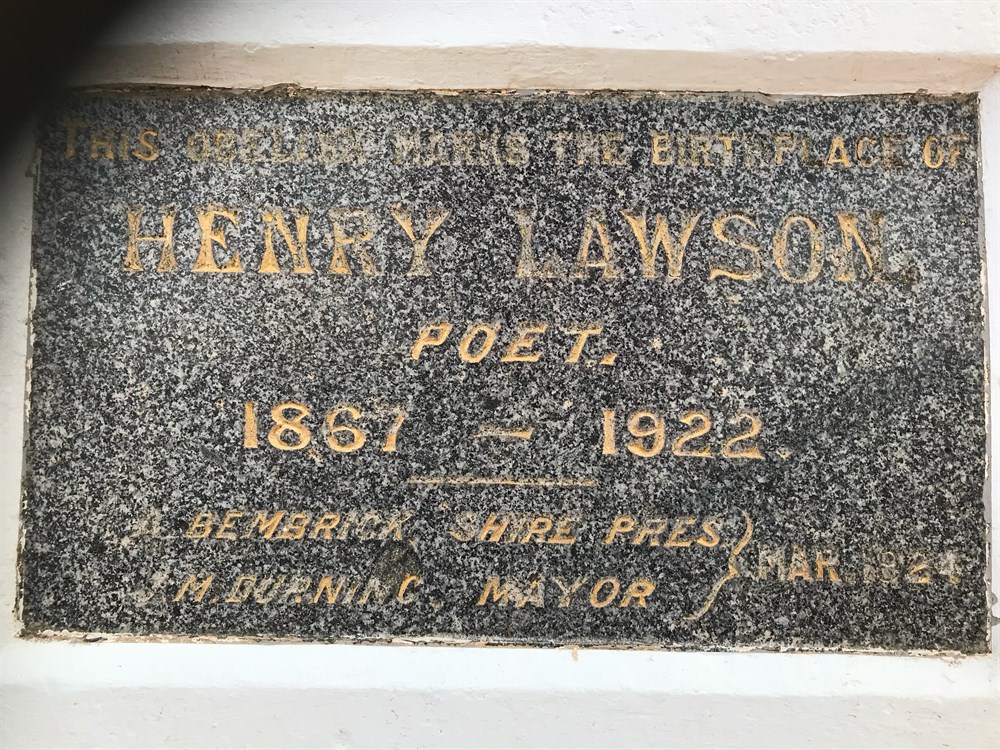 THIS OBELISK MARKS THE BIRTHPLACE OF
HENRY LAWSON.
POET.
1867 — 1922.
A. BEMBRICK. SHIRE PRES.
J. M. DURNING. MAYOR
MAR. 1924